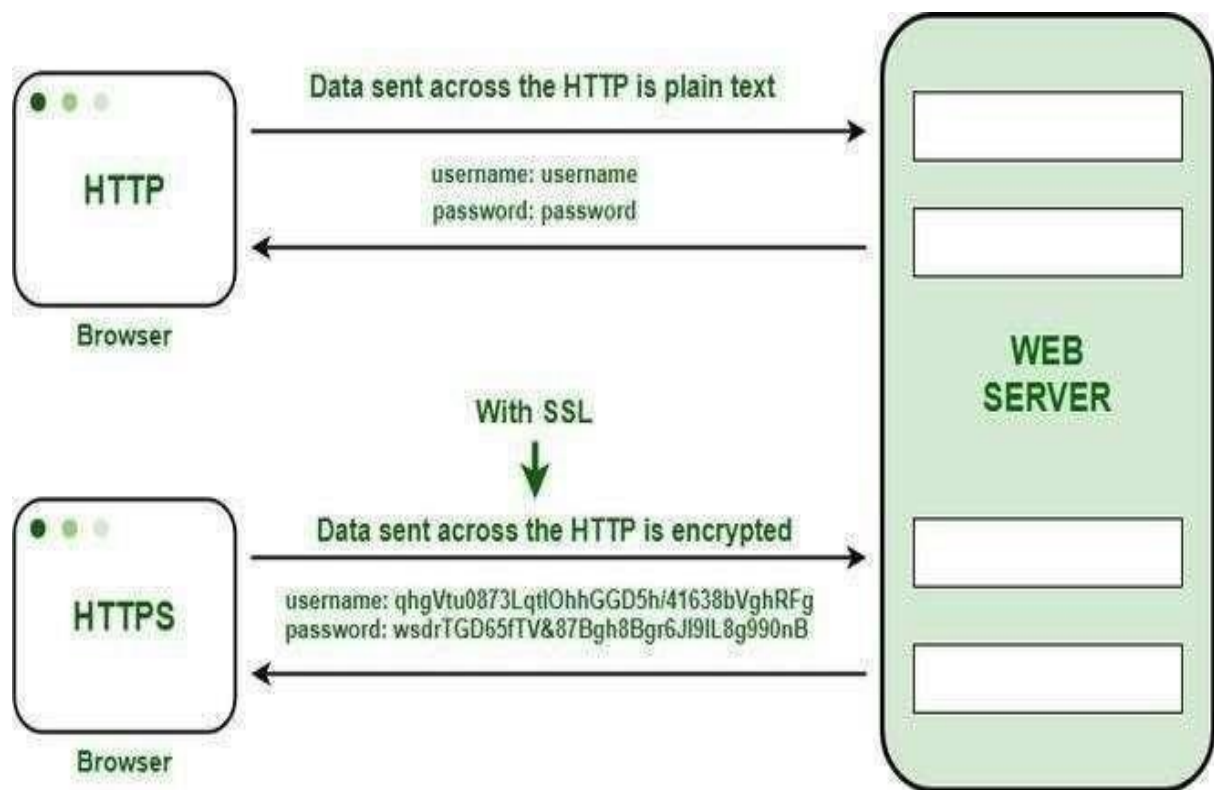 Data sent across the HTTP is plain text
HTTP
username: username
password: password
Browser
WEB
SERVER
With SSL
Data sent across the HTTP is encrypted
HTTPS
username: qhgVtu0873LqtlOhhGGD5h/41638bVghRFg
password: wsdrTGD65fTV&87Bgh8Bgr6Jl9lL8g990nB
Browser